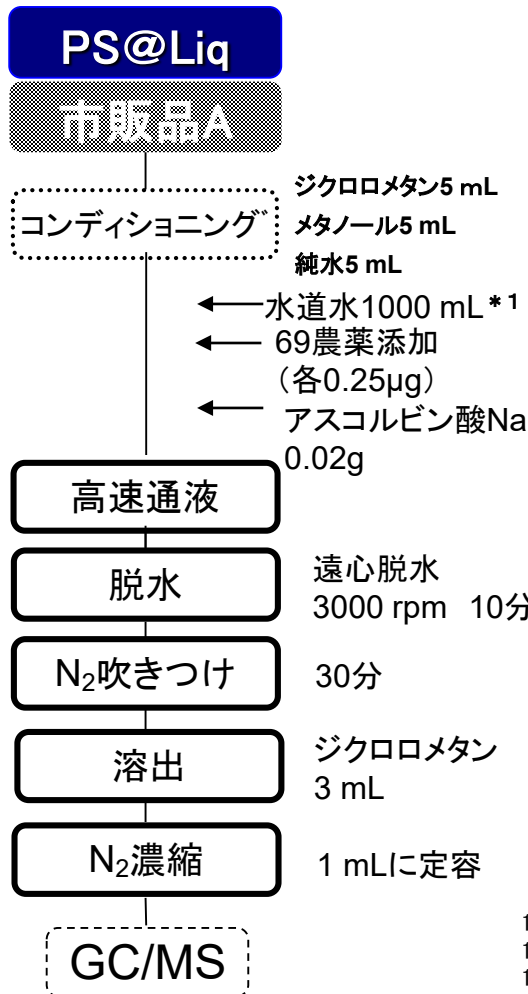 PS@Liq
市販品A
コンディショニング゛
ジクロロメタン5 mL
メタノール5 mL
純水5 mL
水道水1000 mL*1
69農薬添加
（各0.25µg）
アスコルビン酸Na
0.02g
高速通液
脱水
遠心脱水
3000 rpm 10分
N₂吹きつけ
30分
溶出
ジクロロメタン
3 mL
N₂濃縮
1 mLに定容
GC/MS